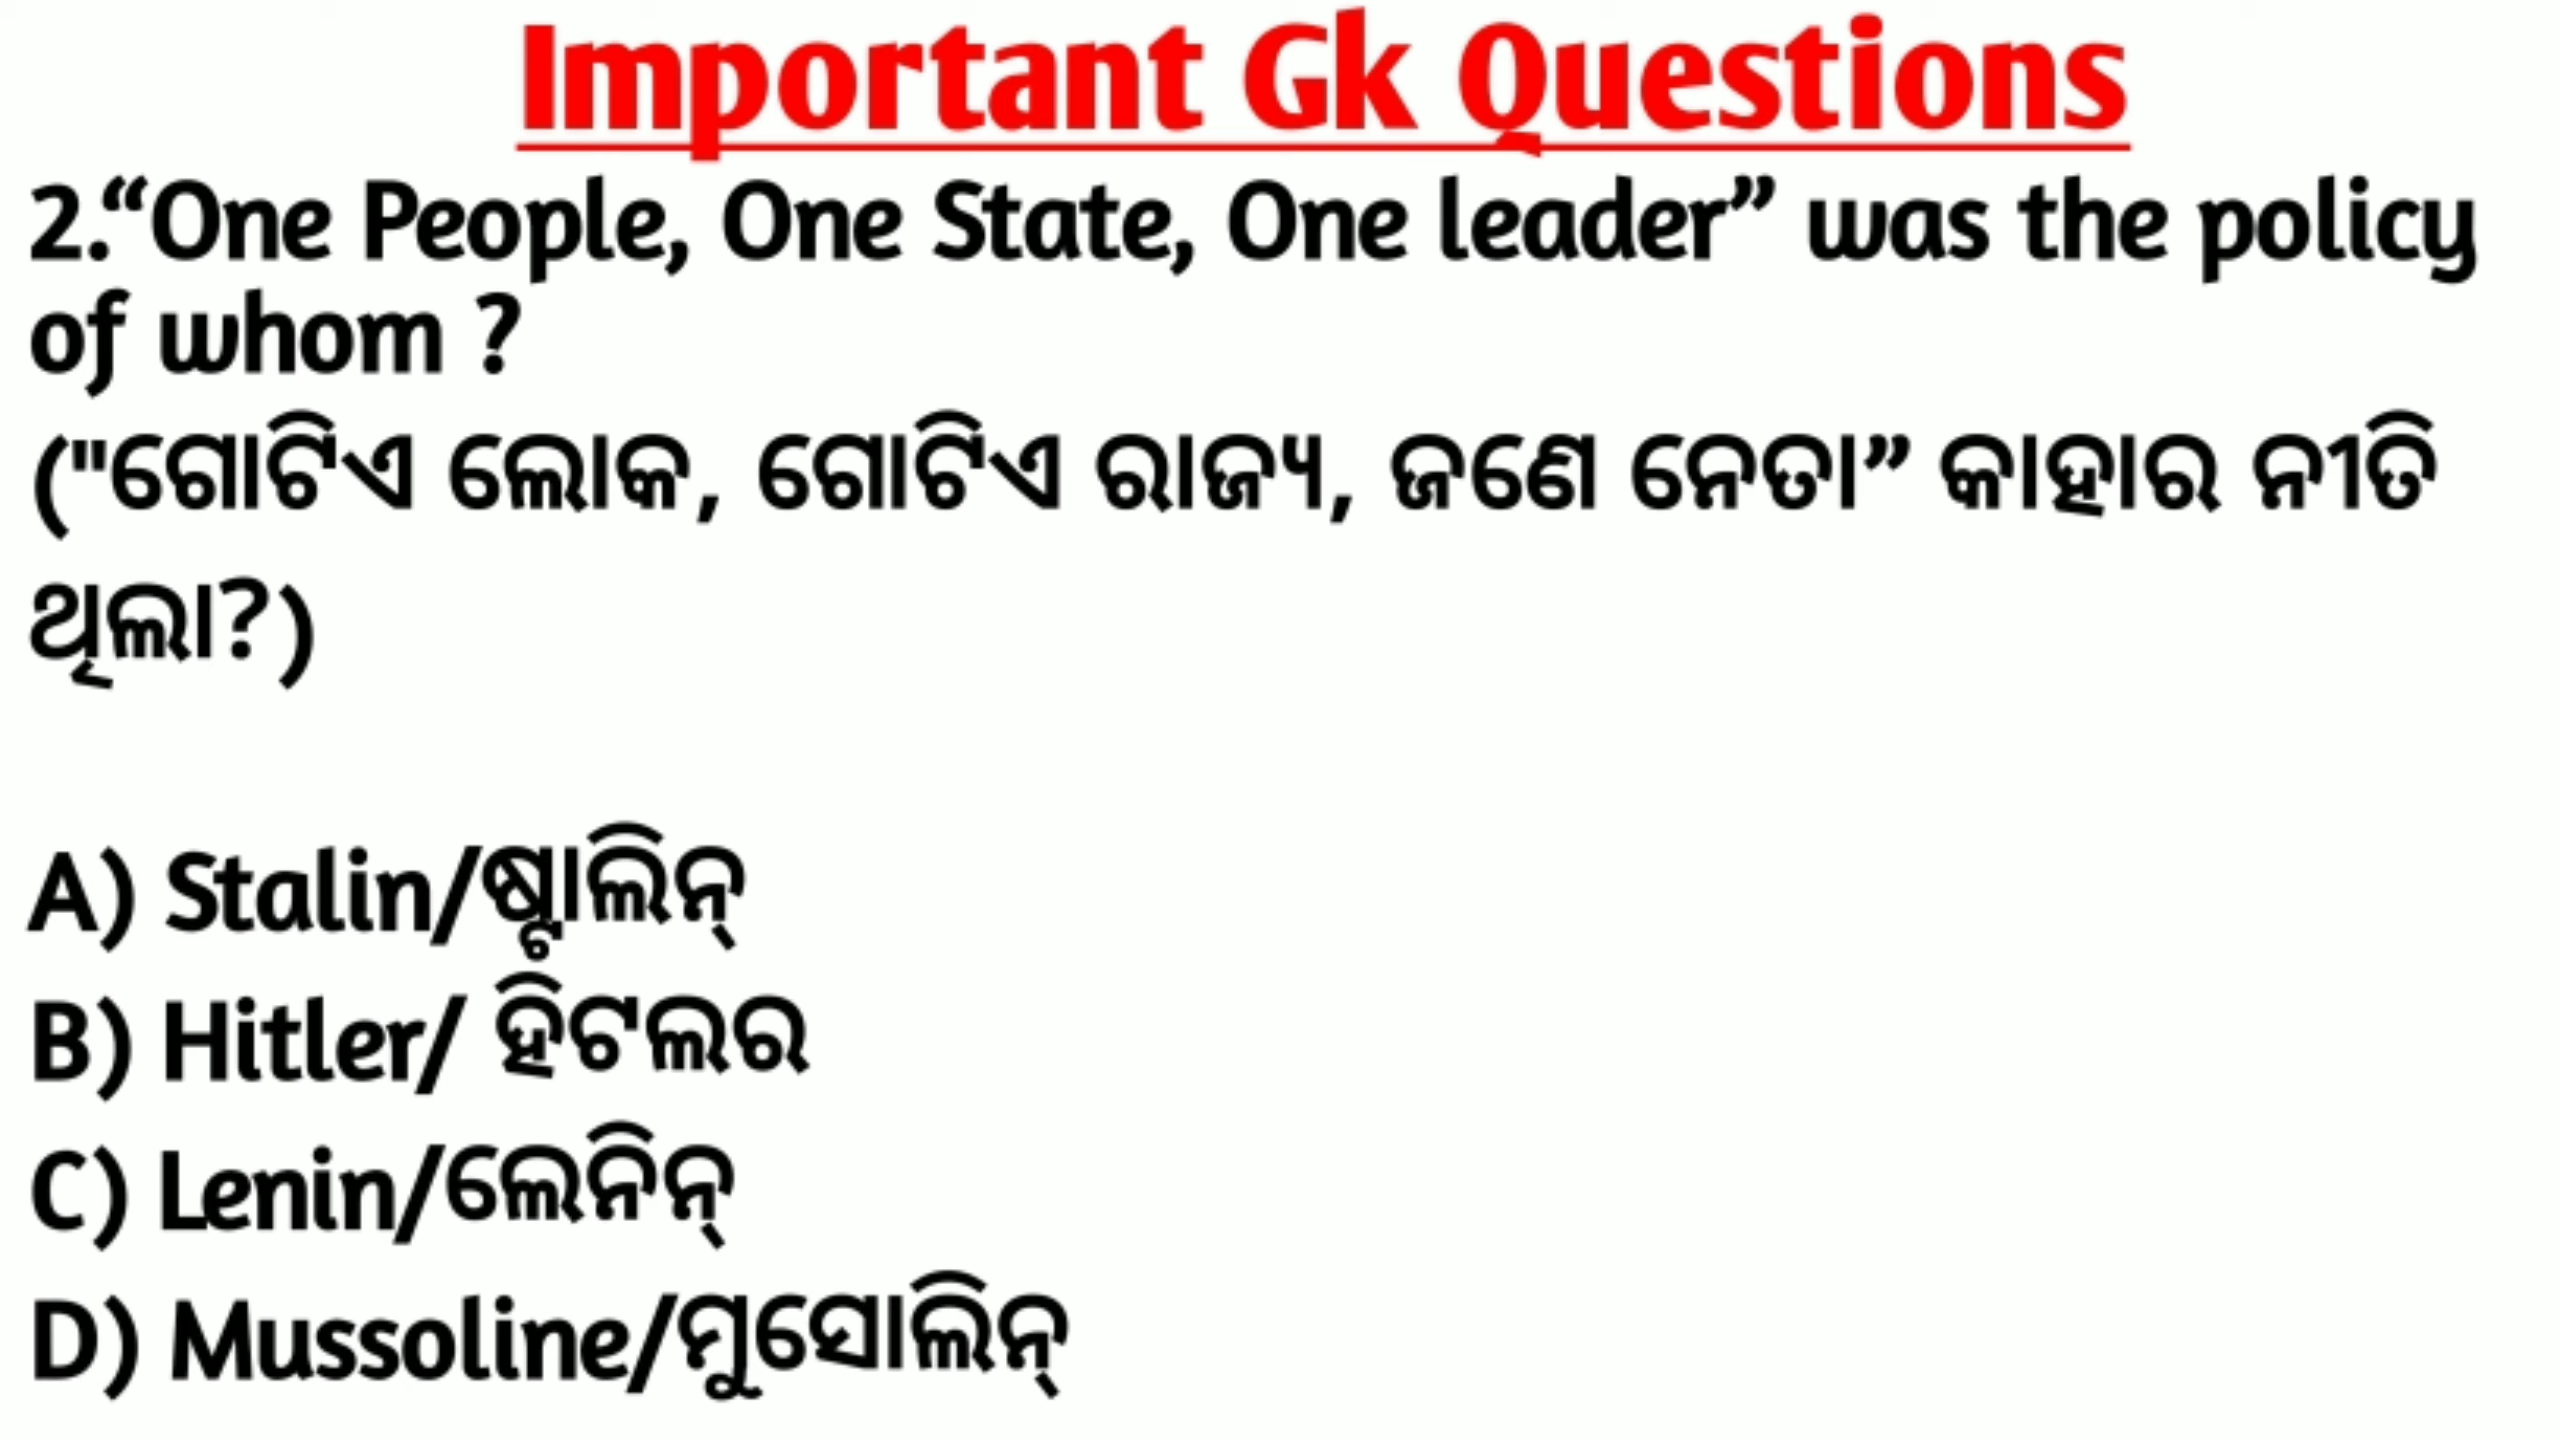 Important Gk Questions
2.“One People, One State, One leader” was the policy
of whom ?
("ଗୋଟିଏ ଲୋକ, ଗୋଟିଏ ରାଜ୍ୟ, ଜଣେ ନେତା” କାହାର ନୀତି
ଥିଲା?)
A) Stalin/ଷ୍ଟାଲିନ୍
B) Hitler/ ହିଟଲର
C) Lenin/ଲେନିନ୍
D) Mussoline/ମୁସୋଲିନ୍